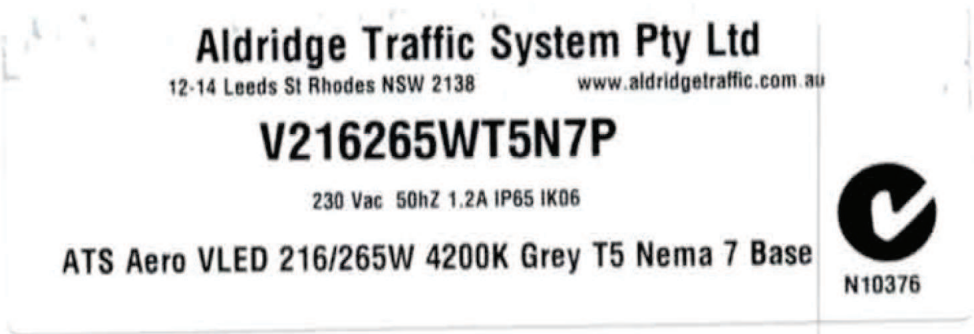 Aldridge Traffic System Pty Ltd
12-14 Leeds St Rhodes NSW 2138 www.aldridgetraffic.com.au
V216265WT5N7P
230 Vac 50hZ 1.2A IP65 IK06
ATS Aero VLED 216/265W 4200K Grey T5 Nema 7 Base
N10376